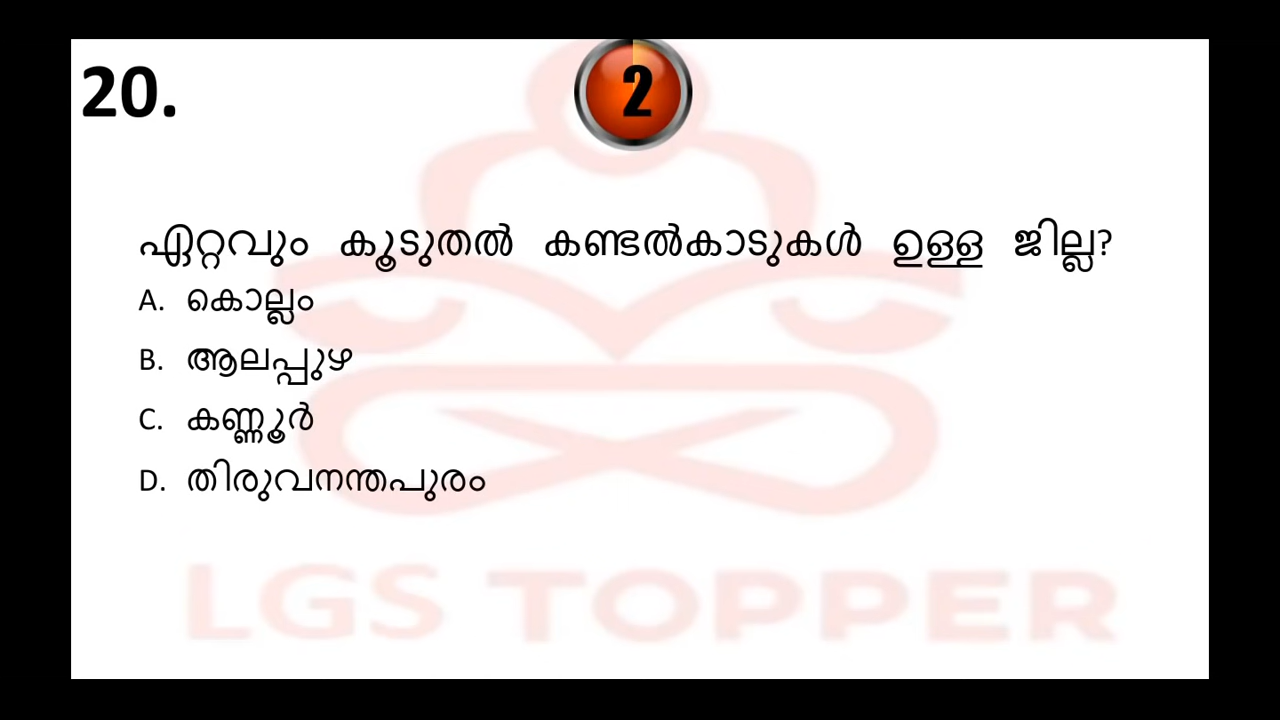 20.
2
ഏറ്റവും കൂടുതൽ കണ്ടൽകാടുകൾ ഉള്ള ജില്ല?
A. കൊല്ലം
B. ആലപ്പുഴ
C. കണ്ണൂർ
D. തിരുവനന്തപുരം
LGS TOPPER